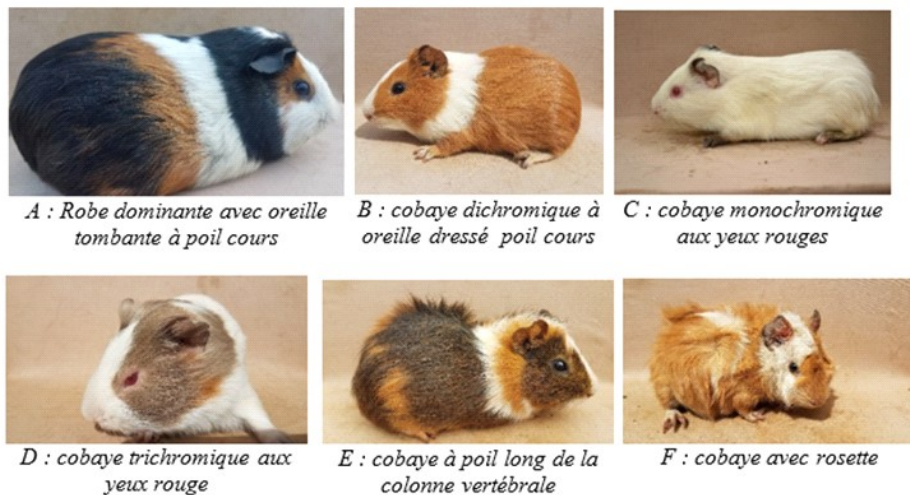 A : Robe dominante avec oreille
tombante à poil cours
B : cobaye dichromique à
oreille dressé poil cours
C : cobaye monochromique
aux yeux rouges
D : cobaye trichromique aux
yeux rouge
E : cobaye à poil long de la
colonne vertébrale
F : cobaye avec rosette